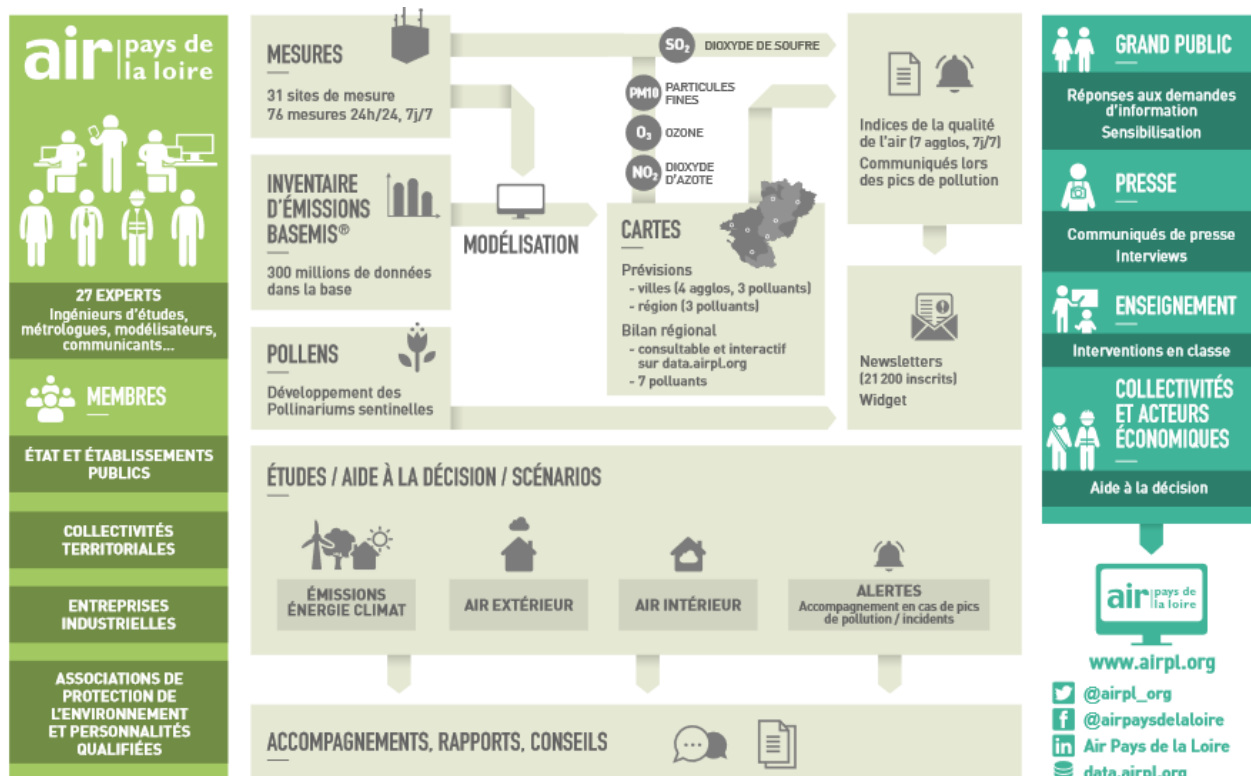 air pays de
la loire
27 EXPERTS
Ingénieurs d'études,
métrologues, modélisateurs,
communicants...
MEMBRES
ÉTAT ET ÉTABLISSEMENTS
PUBLICS
COLLECTIVITÉS
TERRITORIALES
ENTREPRISES
INDUSTRIELLES
ASSOCIATIONS DE
PROTECTION DE
L'ENVIRONNEMENT
ET PERSONNALITÉS
QUALIFIÉES
MESURES
31 sites de mesure
76 mesures 24h/24, 7j/7
INVENTAIRE
D'ÉMISSIONS
BASEMIS®
300 millions de données
dans la base
POLLENS
Développement des
Pollinariums sentinelles
MODÉLISATION
SO₂ DIOXYDE DE SOUFRE
PM10 PARTICULES
FINES
O₃ OZONE
NO₂ DIOXYDE
D'AZOTE
CARTES
Prévisions
- villes (4 agglos, 3 polluants)
- région (3 polluants)
Bilan régional
- consultable et interactif
sur data.airpl.org
- 7 polluants
Indices de la qualité
de l'air (7 agglos, 7j/7)
Communiqués lors
des pics de pollution
Newsletters
(21 200 inscrits)
Widget
ÉTUDES / AIDE À LA DÉCISION / SCÉNARIOS
ÉMISSIONS
ÉNERGIE CLIMAT
AIR EXTÉRIEUR
AIR INTÉRIEUR
ALERTES
Accompagnement en cas de pics
de pollution / incidents
ACCOMPAGNEMENTS, RAPPORTS, CONSEILS
GRAND PUBLIC
Réponses aux demandes
d'information
Sensibilisation
PRESSE
Communiqués de presse
Interviews
ENSEIGNEMENT
Interventions en classe
COLLECTIVITÉS
ET ACTEURS
ÉCONOMIQUES
Aide à la décision
air pays de
la loire
www.airpl.org
@airpl_org
@airpaysdelaloire
Air Pays de la Loire
data.airpl.org